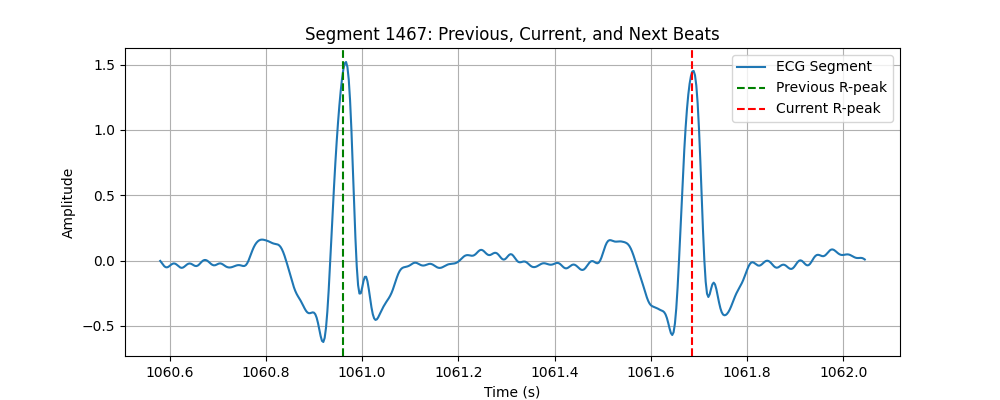 Segment 1467: Previous, Current, and Next Beats
ECG Segment
Previous R-peak
Current R-peak
Amplitude
1.5
1.0
0.5
0.0
−0.5
1060.6 1060.8 1061.0 1061.2 1061.4 1061.6 1061.8 1062.0
Time (s)